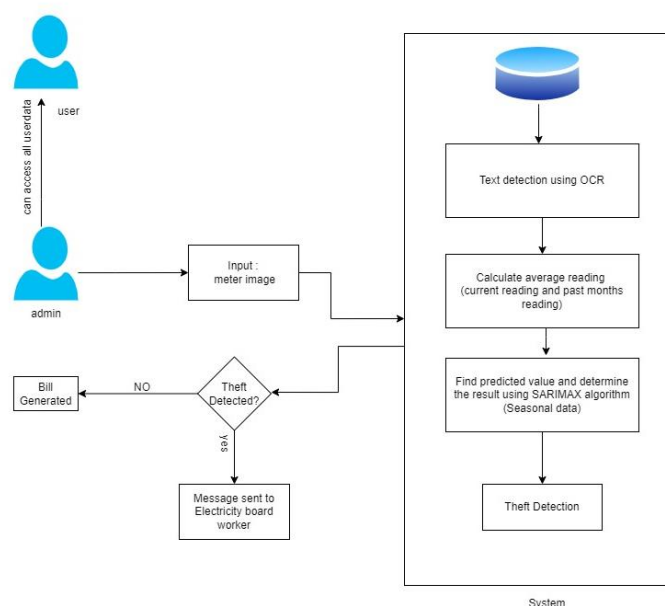 user
can access all userdata
admin
Input :
meter image
Text detection using OCR
Calculate average reading
(current reading and past months
reading)
Find predicted value and determine
the result using SARIMAX algorithm
(Seasonal data)
Theft Detection
System
Theft
Detected?
NO
Bill
Generated
yes
Message sent to
Electricity board
worker